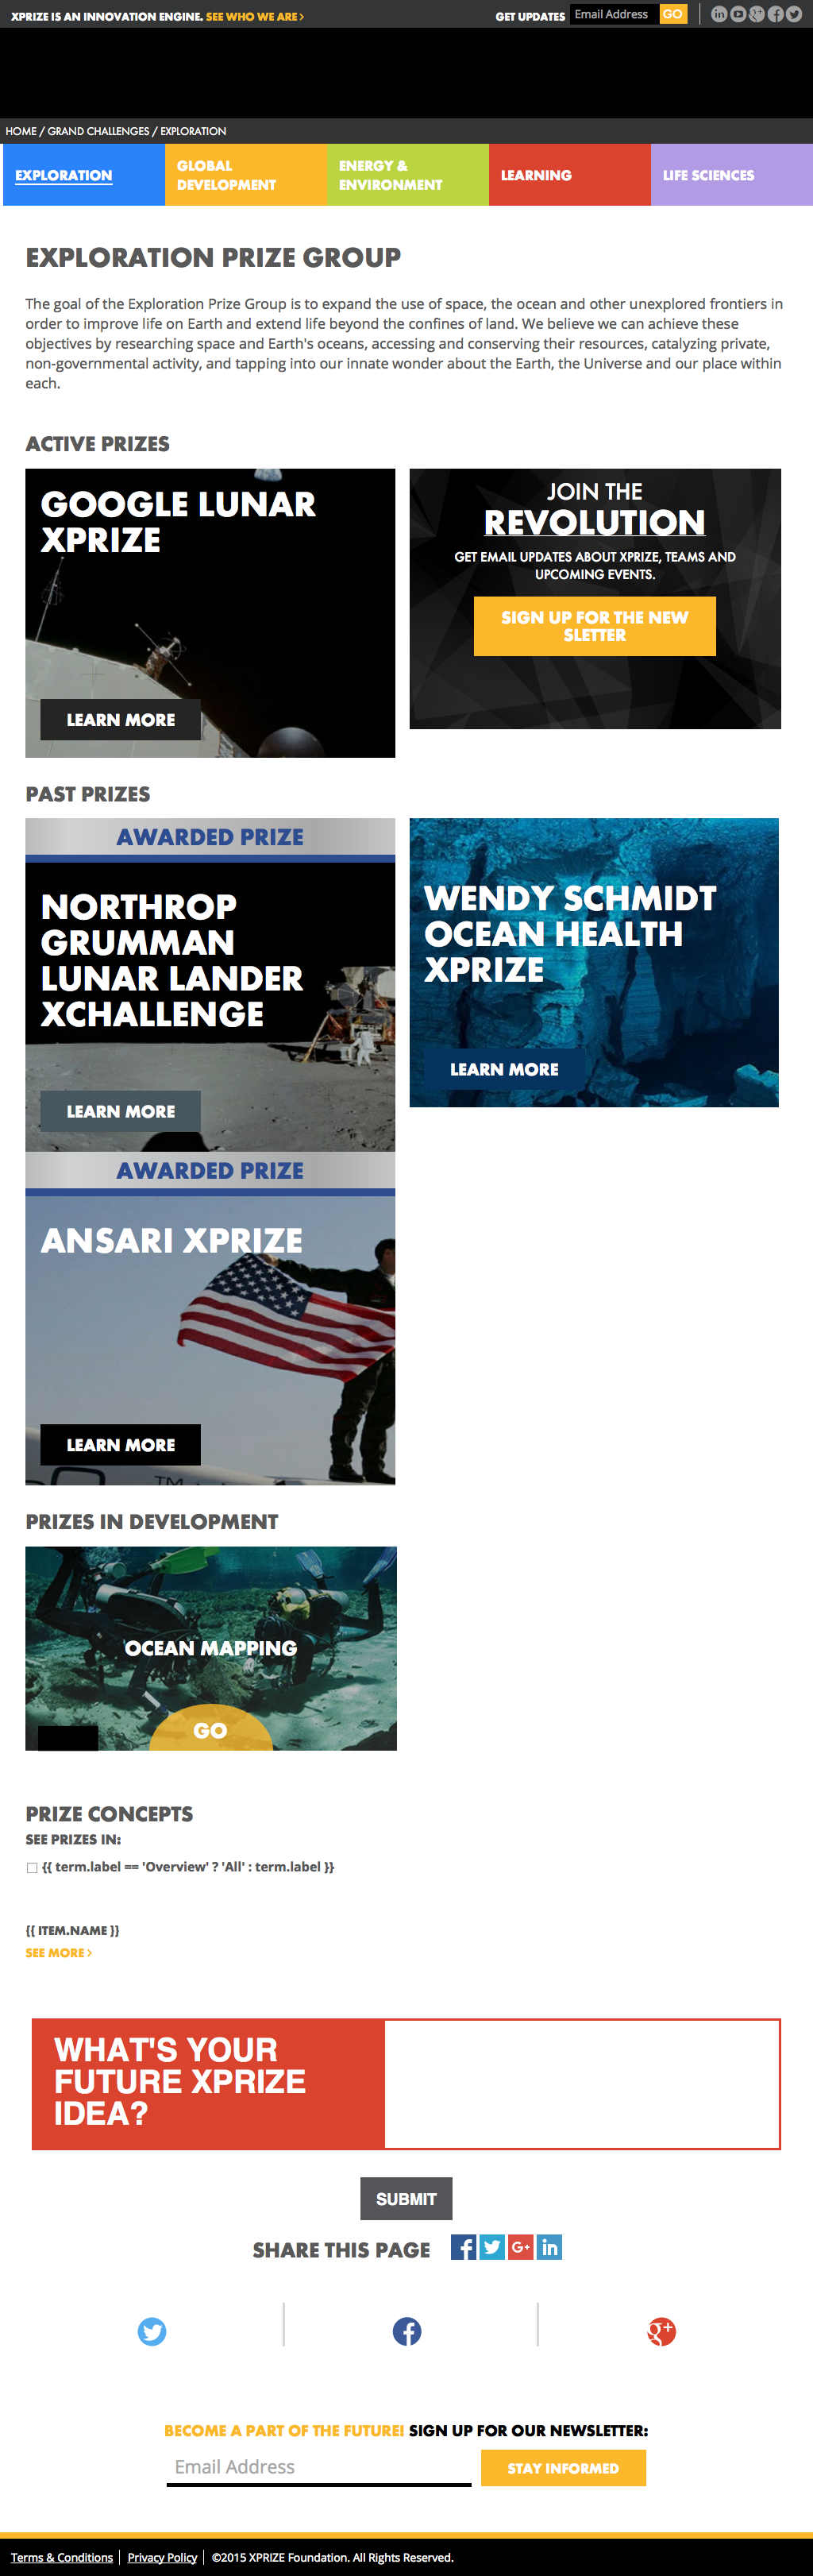 XPRIZE IS AN INNOVATION ENGINE. SEE WHO WE ARE >
GET UPDATES Email Address GO
HOME / GRAND CHALLENGES / EXPLORATION
EXPLORATION
GLOBAL
DEVELOPMENT
ENERGY &
ENVIRONMENT
LEARNING
LIFE SCIENCES
EXPLORATION PRIZE GROUP
The goal of the Exploration Prize Group is to expand the use of space, the ocean and other unexplored frontiers in
order to improve life on Earth and extend life beyond the confines of land. We believe we can achieve these
objectives by researching space and Earth's oceans, accessing and conserving their resources, catalyzing private,
non-governmental activity, and tapping into our innate wonder about the Earth, the Universe and our place within
each.
ACTIVE PRIZES
GOOGLE LUNAR
XPRIZE
LEARN MORE
JOIN THE
REVOLUTION
GET EMAIL UPDATES ABOUT XPRIZE, TEAMS AND
UPCOMING EVENTS.
SIGN UP FOR THE NEW
SLETTER
PAST PRIZES
AWARDED PRIZE
NORTHROP
GRUMMAN
LUNAR LANDER
XCHALLENGE
LEARN MORE
WENDY SCHMIDT
OCEAN HEALTH
XPRIZE
LEARN MORE
AWARDED PRIZE
ANSARI XPRIZE
LEARN MORE
TM
PRIZES IN DEVELOPMENT
OCEAN MAPPING
GO
PRIZE CONCEPTS
SEE PRIZES IN:
{{ term.label == 'Overview' ? 'All' : term.label }}
{{ ITEM.NAME }}
SEE MORE >
WHAT'S YOUR
FUTURE XPRIZE
IDEA?
SUBMIT
SHARE THIS PAGE
BECOME A PART OF THE FUTURE! SIGN UP FOR OUR NEWSLETTER:
Email Address
STAY INFORMED
Terms & Conditions | Privacy Policy | ©2015 XPRIZE Foundation. All Rights Reserved.